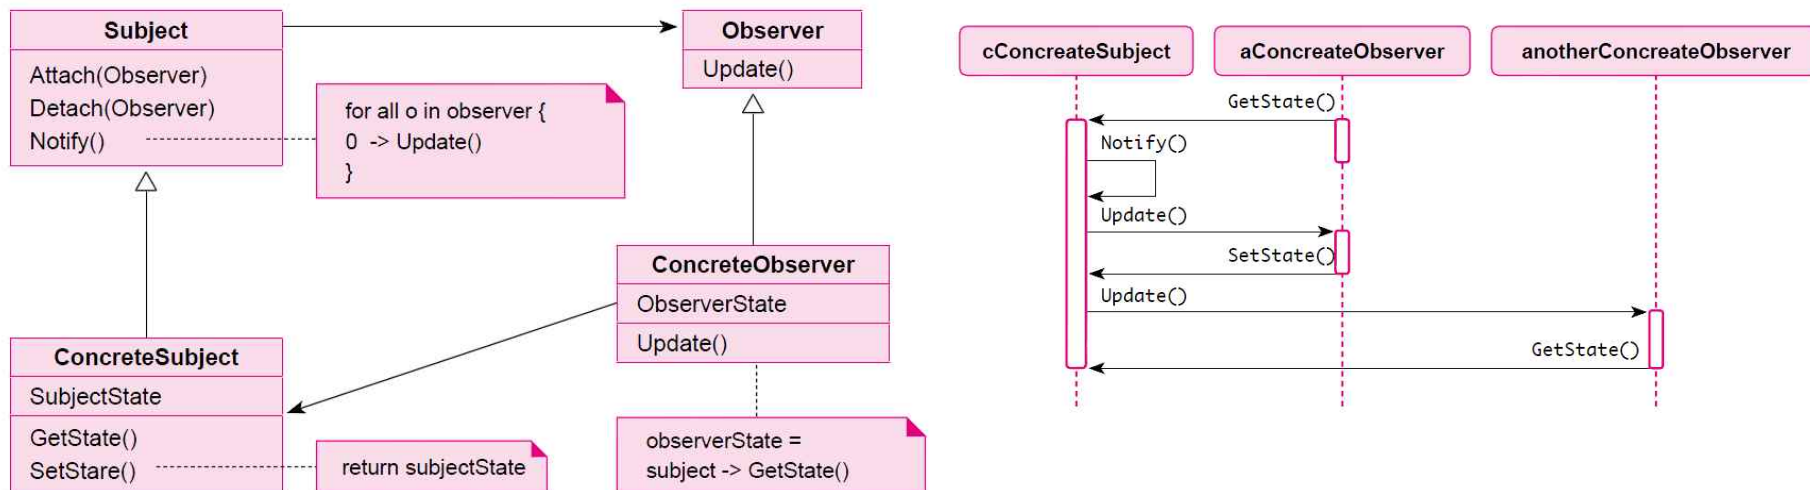 Subject
Attach(Observer)
Detach(Observer)
Notify()
for all o in observer {
0 -> Update()
}
Observer
Update()
ConcreteObserver
ObserverState
Update()
ConcreteSubject
SubjectState
GetState()
SetStare()
return subjectState
observerState =
subject -> GetState()
cConcreateSubject
aConcreateObserver
anotherConcreateObserver
GetState()
Notify()
Update()
SetState()
Update()
GetState()